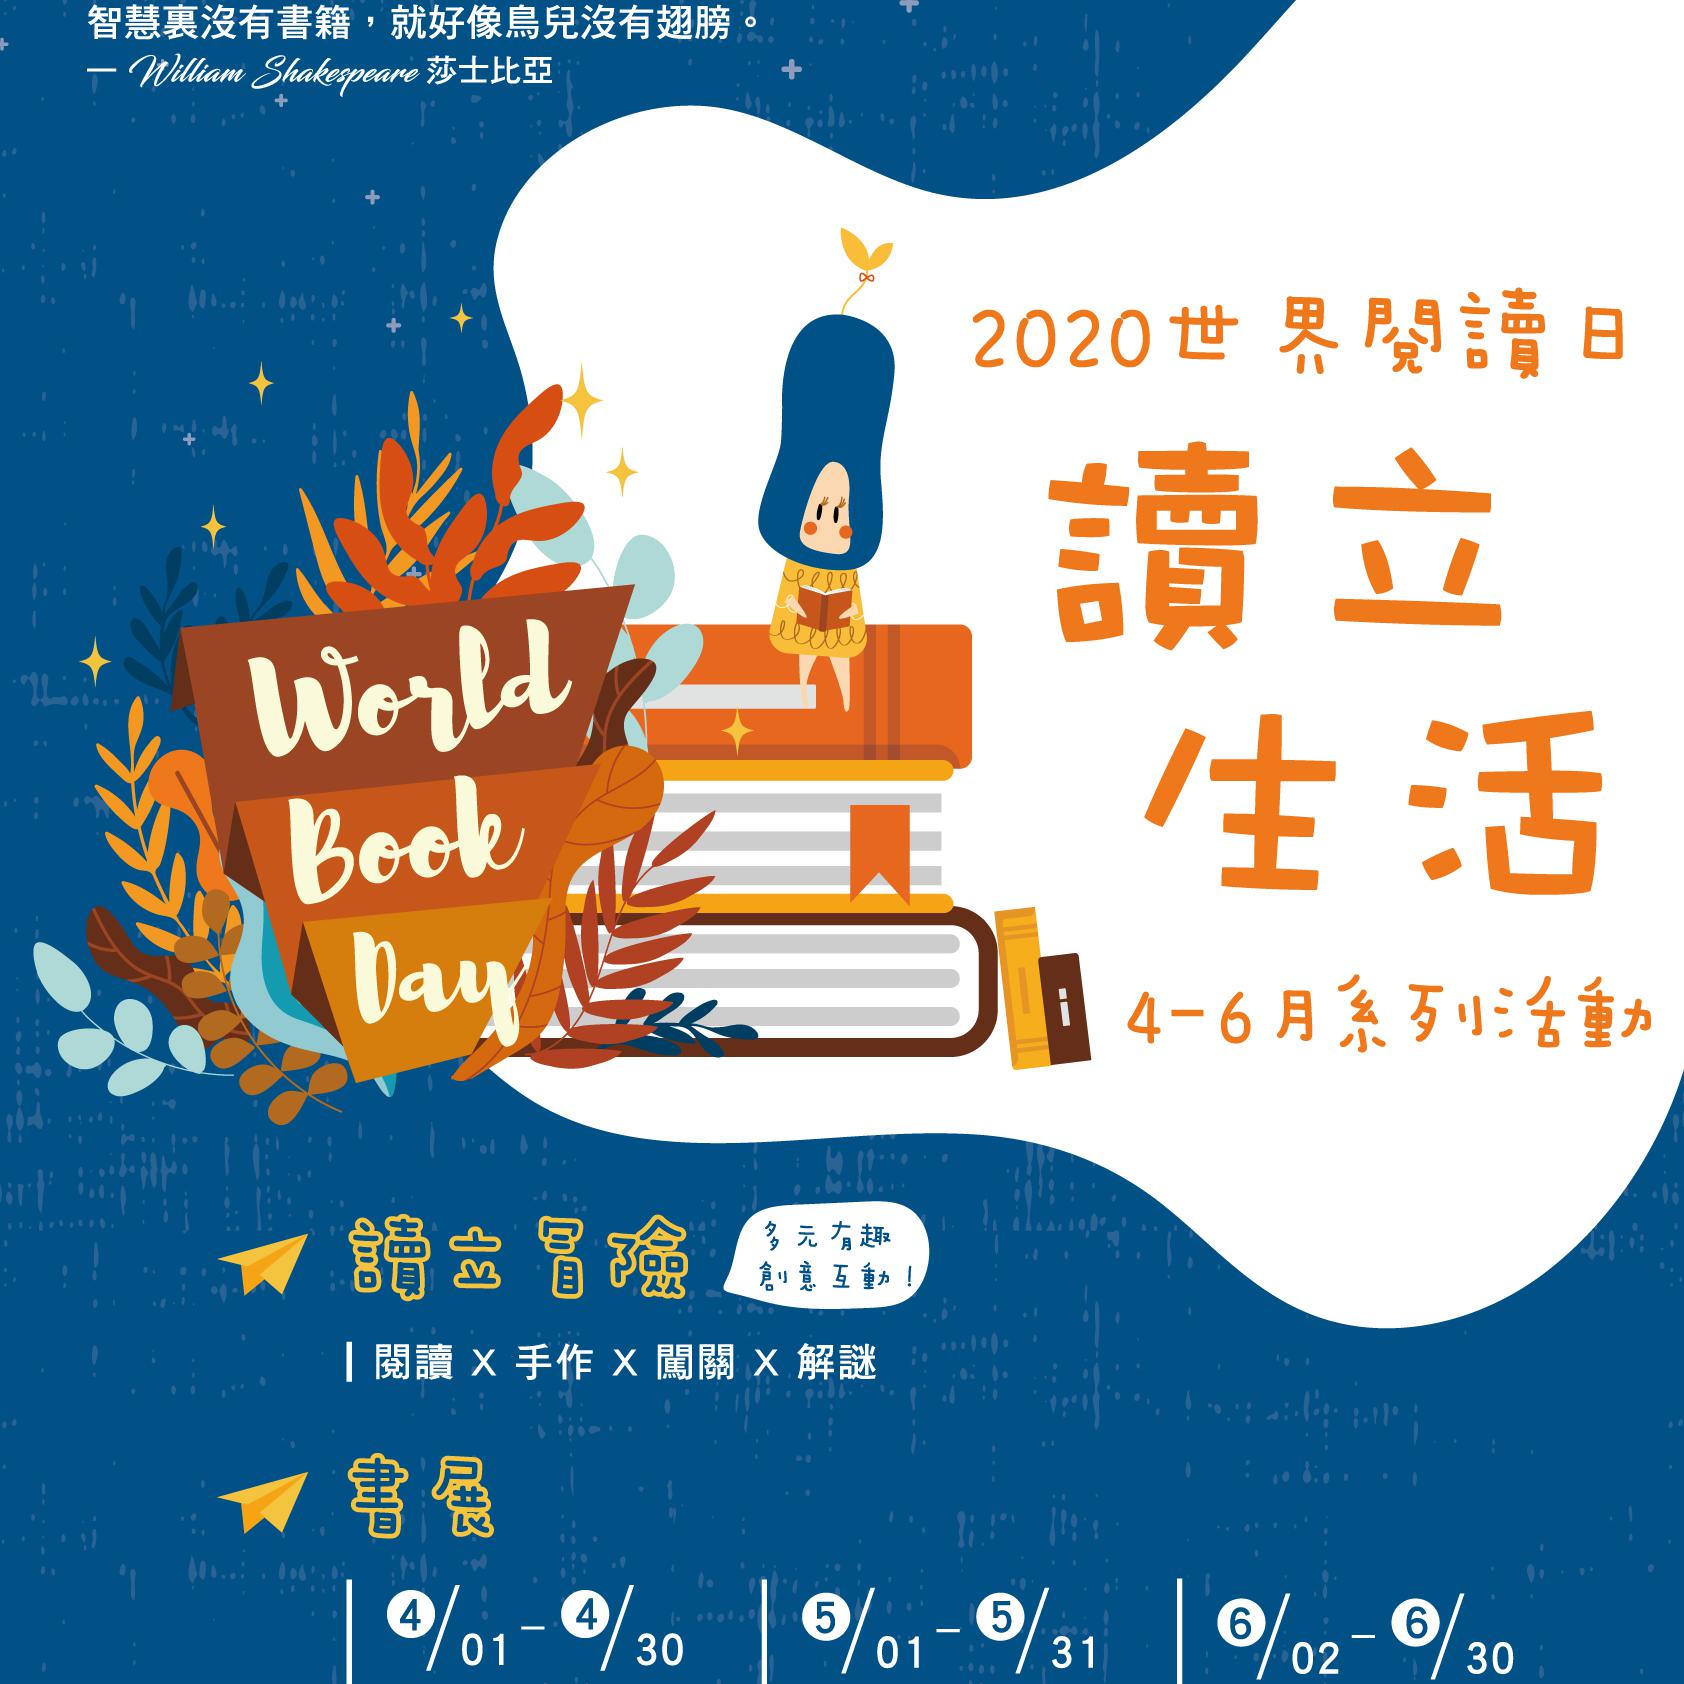 智慧裏沒有書籍，就好像鳥兒沒有翅膀。
— William Shakespeare 莎士比亞
2020世界閱讀日
讀立
生活
4-6月系列活動
World
Book
Day
i
讀立冒險
多元有趣
創意互動！
閱讀 X 手作 X 闖關 X 解謎
書展
4/01 - 4/30
5/01 - 5/31
6/02 - 6/30